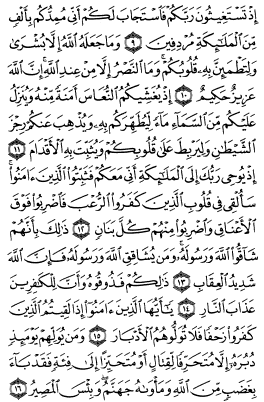 إِذْ تَسْتَغِيثُونَ رَبَّكُمْ فَٱسْتَجَابَ لَكُمْ أَنِّى مُمِدُّكُم بِأَلْفٍ
مِّنَ ٱلْمَلَٰٓئِكَةِ مُرْدِفِينَ ٩ وَمَا جَعَلَهُ ٱللَّهُ إِلَّا بُشْرَىٰ
وَلِتَطْمَئِنَّ بِهِۦ قُلُوبُكُمْ ۚ وَمَا ٱلنَّصْرُ إِلَّا مِنْ عِندِ ٱللَّهِ ۚ إِنَّ ٱللَّهَ
عَزِيزٌ حَكِيمٌ ١٠ إِذْ يُغَشِّيكُمُ ٱلنُّعَاسَ أَمَنَةً مِّنْهُ وَيُنَزِّلُ
عَلَيْكُم مِّنَ ٱلسَّمَآءِ مَآءً لِّيُطَهِّرَكُم بِهِۦ وَيُذْهِبَ عَنكُمْ رِجْزَ
ٱلشَّيْطَٰنِ وَلِيَرْبِطَ عَلَىٰ قُلُوبِكُمْ وَيُثَبِّتَ بِهِ ٱلْأَقْدَامَ ١١
إِذْ يُوحِى رَبُّكَ إِلَى ٱلْمَلَٰٓئِكَةِ أَنِّى مَعَكُمْ فَثَبِّتُوا۟ ٱلَّذِينَ ءَامَنُوا۟ ۚ
سَأُلْقِى فِى قُلُوبِ ٱلَّذِينَ كَفَرُوا۟ ٱلرُّعْبَ فَٱضْرِبُوا۟ فَوْقَ
ٱلْأَعْنَاقِ وَٱضْرِبُوا۟ مِنْهُمْ كُلَّ بَنَانٍ ١٢ ذَٰلِكَ بِأَنَّهُمْ
شَآقُّوا۟ ٱللَّهَ وَرَسُولَهُۥ ۚ وَمَن يُشَاقِقِ ٱللَّهَ وَرَسُولَهُۥ فَإِنَّ ٱللَّهَ
شَدِيدُ ٱلْعِقَابِ ١٣ ذَٰلِكُمْ فَذُوقُوهُ وَأَنَّ لِلْكَٰفِرِينَ
عَذَابَ ٱلنَّارِ ١٤ يَٰٓأَيُّهَا ٱلَّذِينَ ءَامَنُوٓا۟ إِذَا لَقِيتُمُ ٱلَّذِينَ
كَفَرُوا۟ زَحْفًا فَلَا تُوَلُّوهُمُ ٱلْأَدْبَارَ ١٥ وَمَن يُوَلِّهِمْ يَوْمَئِذٍ
دُبُرَهُۥٓ إِلَّا مُتَحَرِّفًا لِّقِتَالٍ أَوْ مُتَحَيِّزًا إِلَىٰ فِئَةٍ فَقَدْ بَآءَ
بِغَضَبٍ مِّنَ ٱللَّهِ وَمَأْوَىٰهُ جَهَنَّمُ ۖ وَبِئْسَ ٱلْمَصِيرُ ١٦